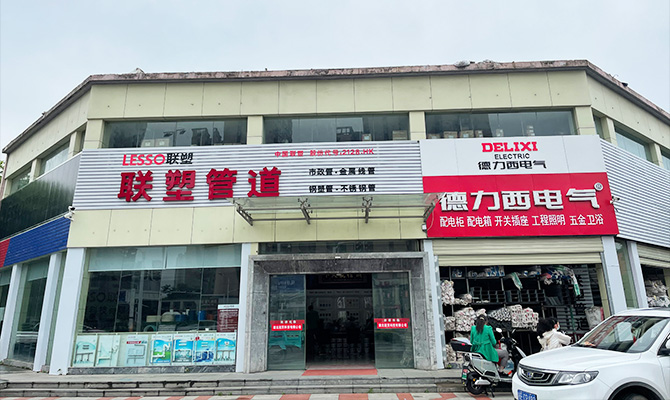 LESSO联塑
中国联塑 股份代号:2128.HK
联塑管道
市政管·金属线管
钢塑管·不锈钢管
DELIXI
ELECTRIC
德力西电气
德力西电气
配电柜 配电箱 开关插座 工程照明 五金卫浴